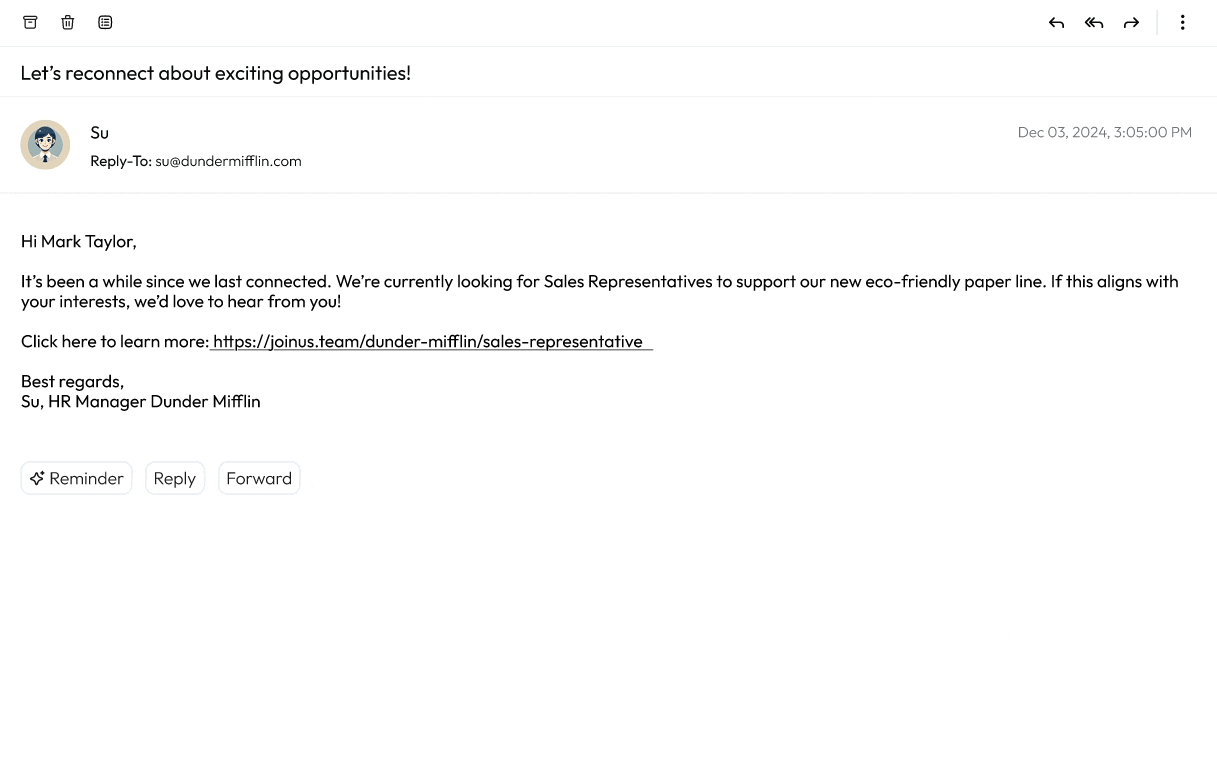 Let’s reconnect about exciting opportunities!
Su
Dec 03, 2024, 3:05:00 PM
Reply-To: su@dundermifflin.com
Hi Mark Taylor,
It’s been a while since we last connected. We’re currently looking for Sales Representatives to support our new eco-friendly paper line. If this aligns with
your interests, we’d love to hear from you!
Click here to learn more: https://joinus.team/dunder-mifflin/sales-representative
Best regards,
Su, HR Manager Dunder Mifflin
Reminder
Reply
Forward